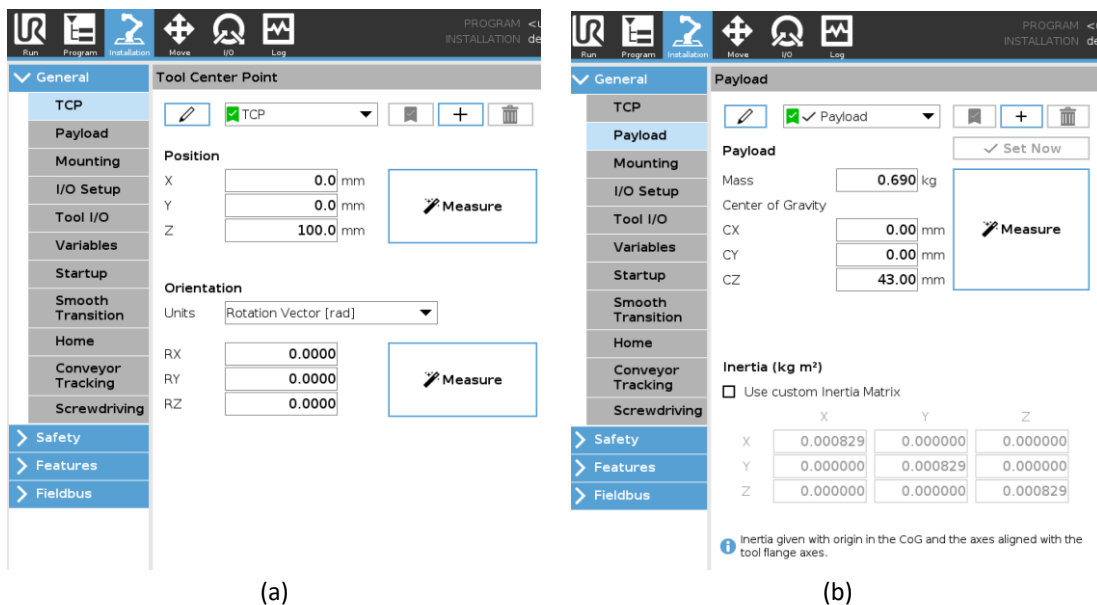 UR
PROGRAM <u
INSTALLATION de
Run Program Installation Move I/O Log
General
TCP
Payload
Mounting
I/O Setup
Tool I/O
Variables
Startup
Smooth
Transition
Home
Conveyor
Tracking
Screwdriving
Safety
Features
Fieldbus
Tool Center Point
TCP
Position
X 0.0 mm
Y 0.0 mm
Z 100.0 mm
Measure
Orientation
Units Rotation Vector [rad]
RX 0.0000
RY 0.0000
RZ 0.0000
Measure
(a)
UR
PROGRAM <u
INSTALLATION de
Run Program Installation Move I/O Log
General
TCP
Payload
Mounting
I/O Setup
Tool I/O
Variables
Startup
Smooth
Transition
Home
Conveyor
Tracking
Screwdriving
Safety
Features
Fieldbus
Payload
Payload
Payload
Set Now
Mass 0.690 kg
Center of Gravity
CX 0.00 mm
CY 0.00 mm
CZ 43.00 mm
Measure
Inertia (kg m²)
Use custom Inertia Matrix
X Y Z
X 0.000829 0.000000 0.000000
Y 0.000000 0.000829 0.000000
Z 0.000000 0.000000 0.000829
Inertia given with origin in the CoG and the axes aligned with the
tool flange axes.
(b)